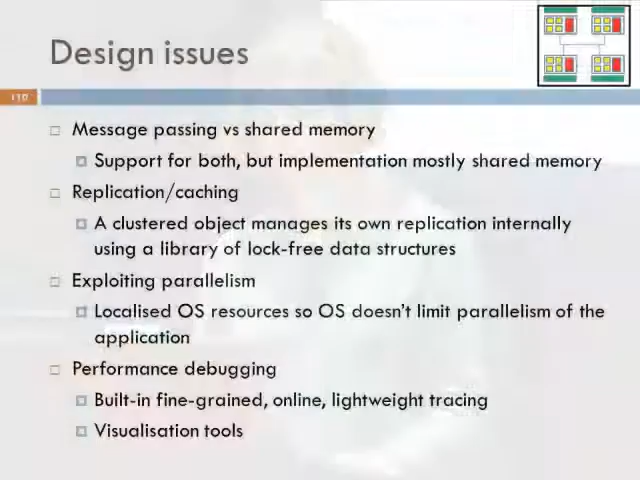 Design issues
110
Message passing vs shared memory
Support for both, but implementation mostly shared memory
Replication/caching
A clustered object manages its own replication internally
using a library of lock-free data structures
Exploiting parallelism
Localised OS resources so OS doesn't limit parallelism of the
application
Performance debugging
Built-in fine-grained, online, lightweight tracing
Visualisation tools